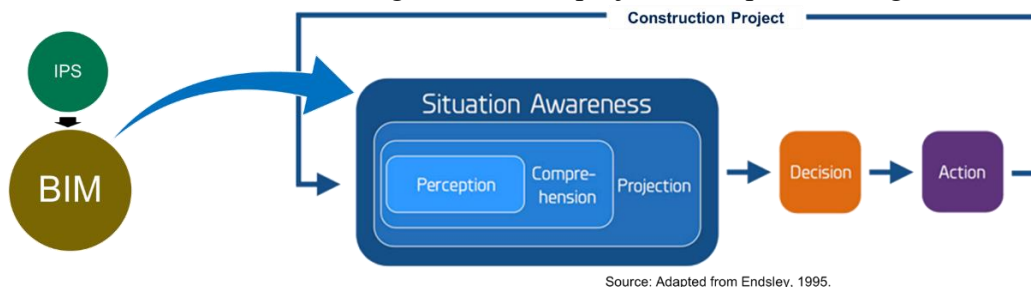 Construction Project
IPS
BIM
Situation Awareness
Perception
Compre-
hension
Projection
Decision
Action
Source: Adapted from Endsley, 1995.